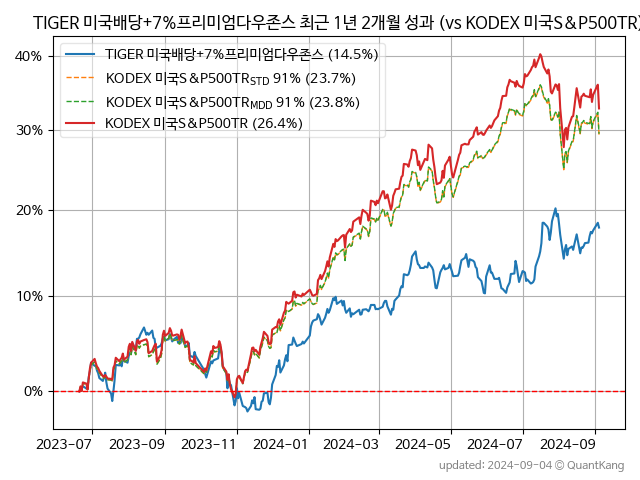 TIGER 미국배당+7%프리미엄다우존스 최근 1년 2개월 성과 (vs KODEX 미국S&P500TR)
TIGER 미국배당+7%프리미엄다우존스 (14.5%)
KODEX 미국S&P500TR_STD 91% (23.7%)
KODEX 미국S&P500TR_MDD 91% (23.8%)
KODEX 미국S&P500TR (26.4%)
40%
30%
20%
10%
0%
2023-07 2023-09 2023-11 2024-01 2024-03 2024-05 2024-07 2024-09
updated: 2024-09-04 © QuantKang